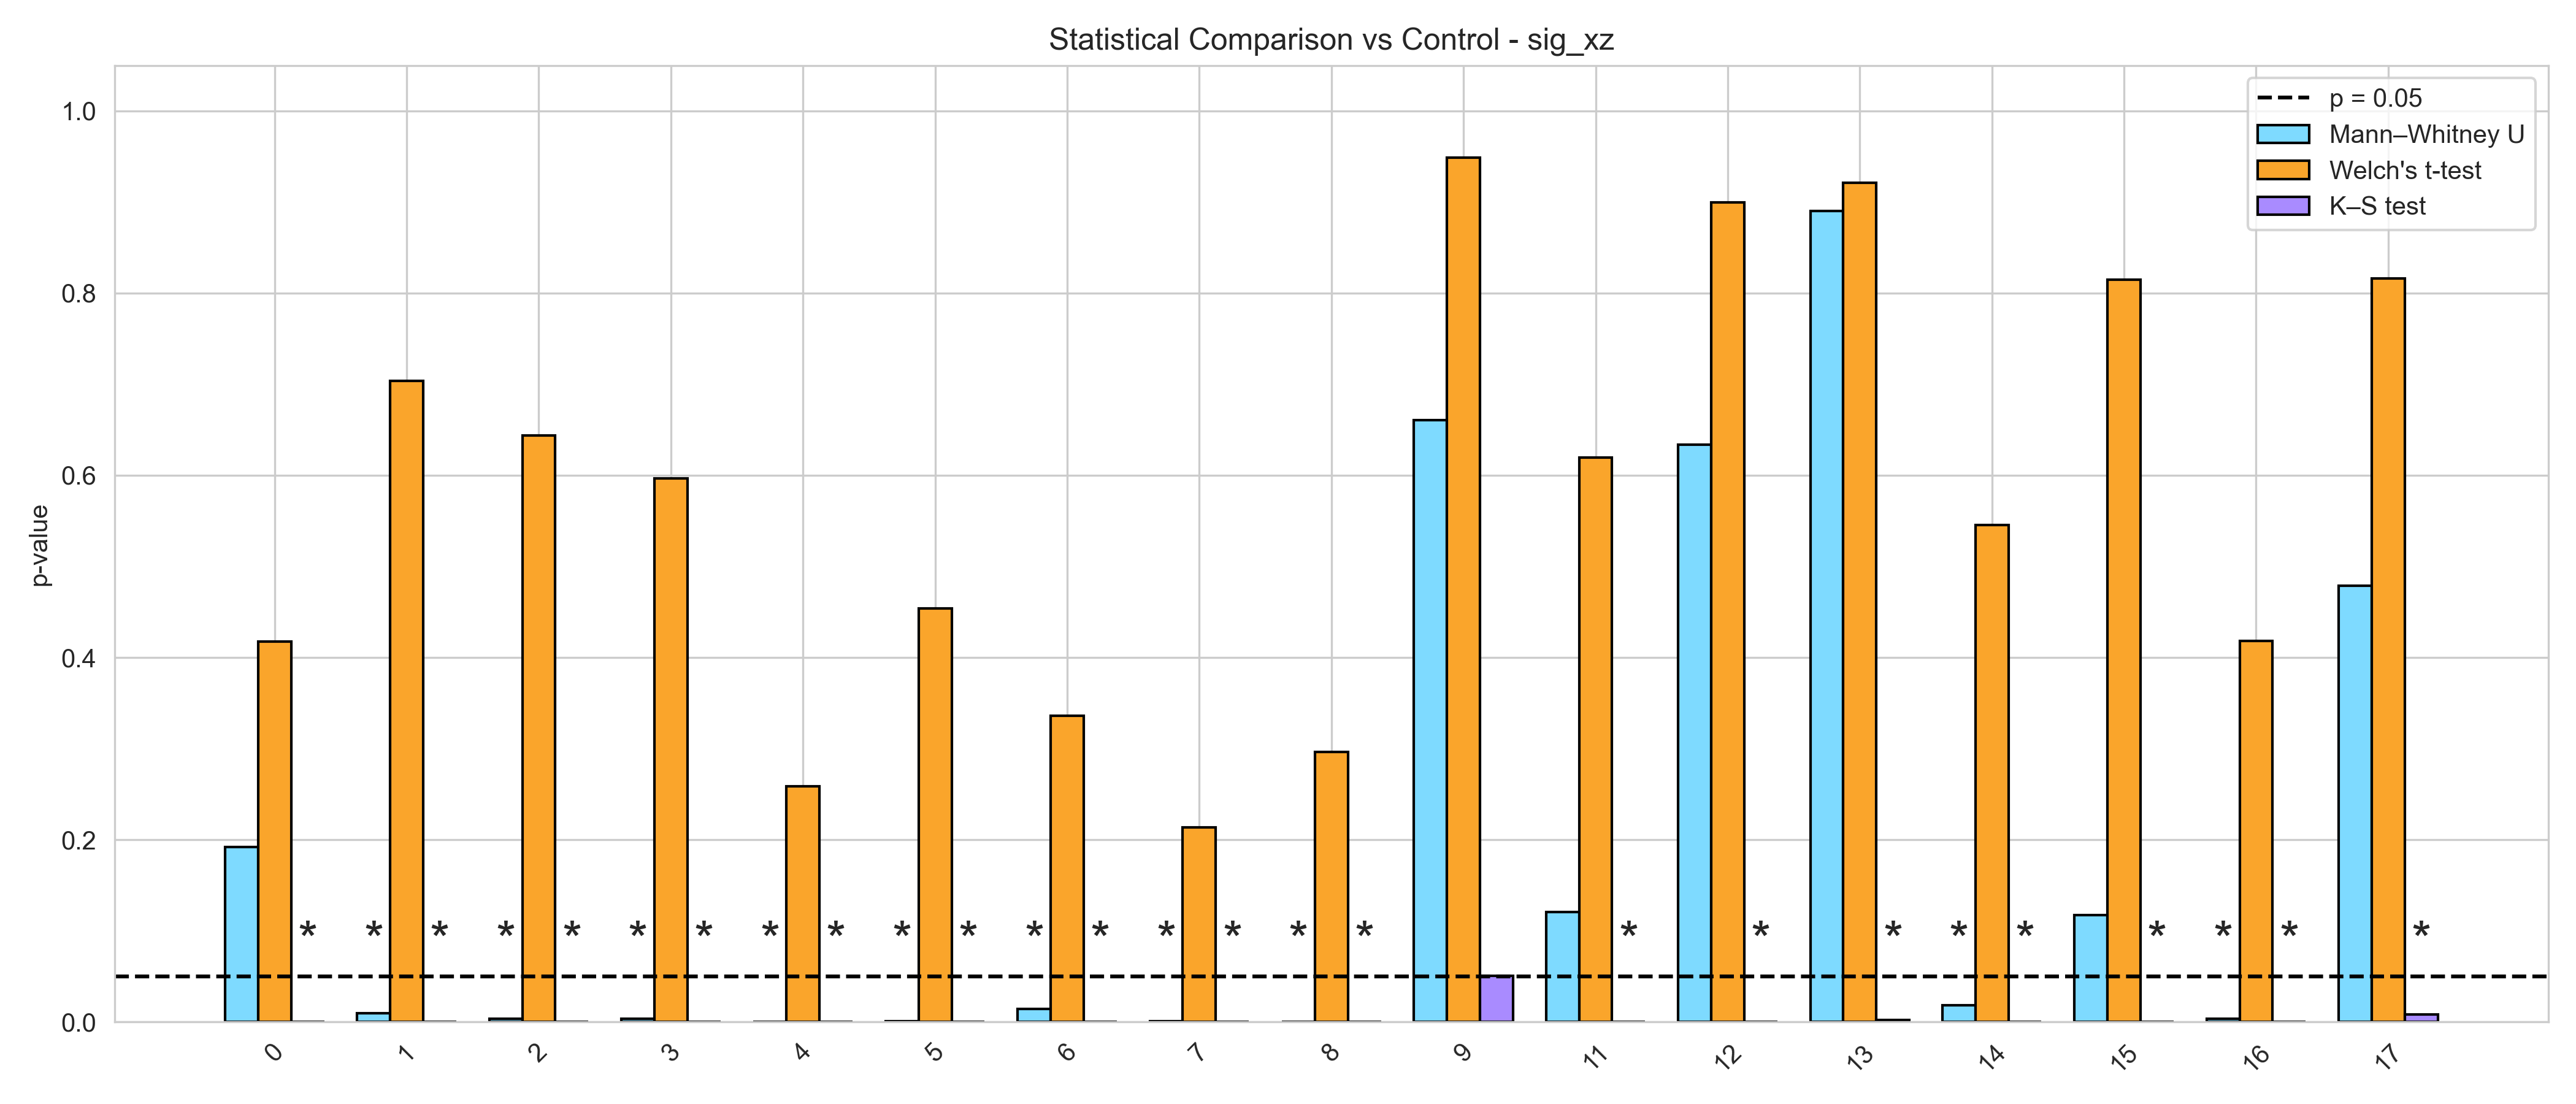 Statistical Comparison vs Control - sig_xz
p = 0.05
Mann–Whitney U
Welch's t-test
K–S test
p-value
1.0
0.8
0.6
0.4
0.2
0.0
* * * * * * * * * * * * * * * * * * * * * * * * * * *
0 1 2 3 4 5 6 7 8 9 11 12 13 14 15 16 17